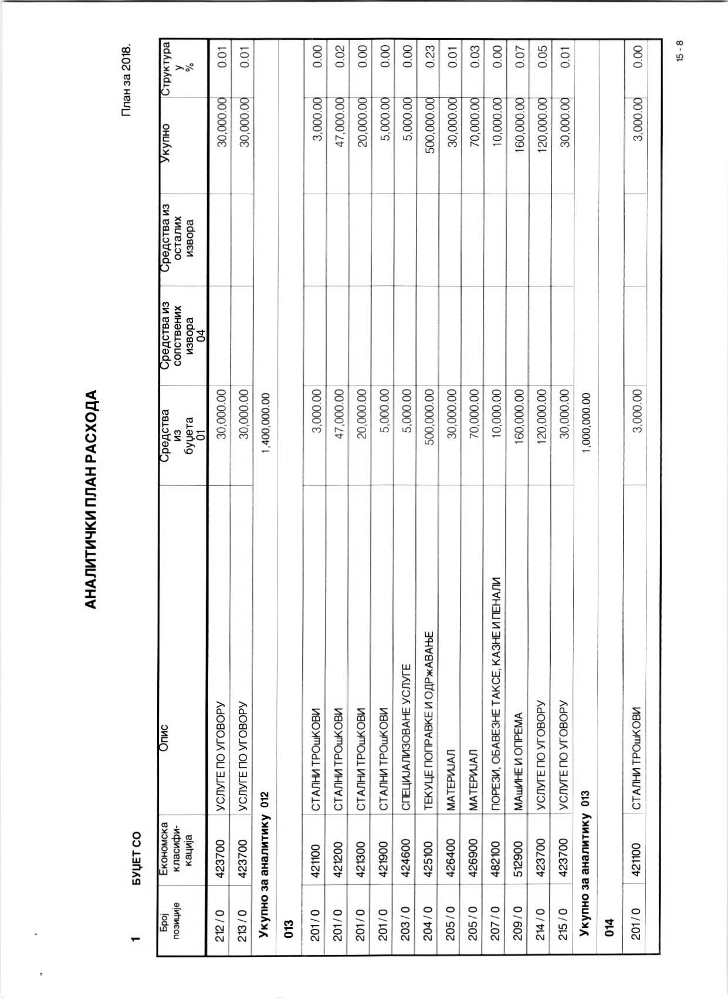 АНАЛИТИЧКИ ПЛАН РАСХОДА
План за 2018.
1 БУЏЕТ СО
Број позиције Економска класифи-кација Опис Средства из буџета 01 Средства из сопствених извора 04 Средства из осталих извора Укупно Структура у %
212 / 0 423700 УСЛУГЕ ПО УГОВОРУ 30,000.00 30,000.00 0.01
213 / 0 423700 УСЛУГЕ ПО УГОВОРУ 30,000.00 30,000.00 0.01
Укупно за аналитику 012 1,400,000.00
013
201 / 0 421100 СТАЛНИ ТРОшКОВИ 3,000.00 3,000.00 0.00
201 / 0 421200 СТАЛНИ ТРОшКОВИ 47,000.00 47,000.00 0.02
201 / 0 421300 СТАЛНИ ТРОшКОВИ 20,000.00 20,000.00 0.00
201 / 0 421900 СТАЛНИ ТРОшКОВИ 5,000.00 5,000.00 0.00
203 / 0 424600 СПЕЦИЈАЛИЗОВАНЕ УСЛУГЕ 5,000.00 5,000.00 0.00
204 / 0 425100 ТЕКУЦЕ ПОПРАВКЕ И ОДРжАВАЊЕ 500,000.00 500,000.00 0.23
205 / 0 426400 МАТЕРИЈАЛ 30,000.00 30,000.00 0.01
205 / 0 426900 МАТЕРИЈАЛ 70,000.00 70,000.00 0.03
207 / 0 482100 ПОРЕЗИ, ОБАВЕЗНЕ ТАКСЕ, КАЗНЕ И ПЕНАЛИ 10,000.00 10,000.00 0.00
209 / 0 512900 МАшИНЕ И ОПРЕМА 160,000.00 160,000.00 0.07
214 / 0 423700 УСЛУГЕ ПО УГОВОРУ 120,000.00 120,000.00 0.05
215 / 0 423700 УСЛУГЕ ПО УГОВОРУ 30,000.00 30,000.00 0.01
Укупно за аналитику 013 1,000,000.00
014
201 / 0 421100 СТАЛНИ ТРОшКОВИ 3,000.00 3,000.00 0.00
15 - 8